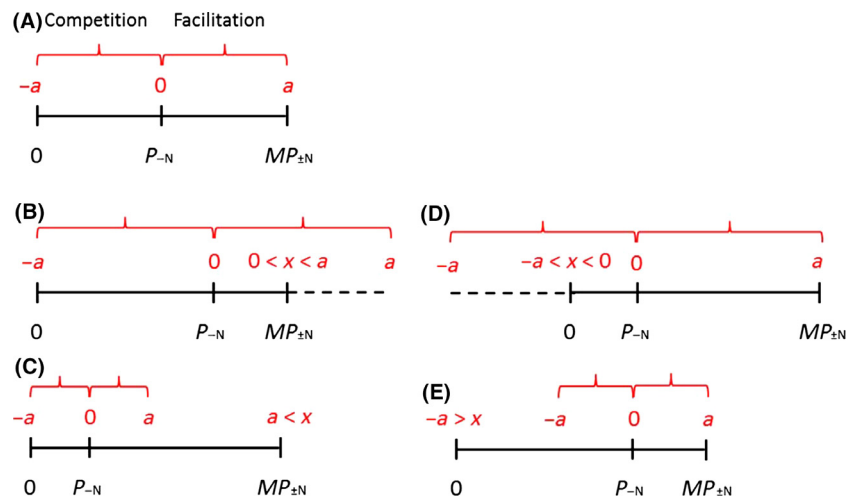 (A) Competition Facilitation
–a 0 a
0 P–N MP±N
(B)
–a 0 0 < x < a a
0 P–N MP±N
(C)
–a 0 a a < x
0 P–N MP±N
(D)
–a –a < x < 0 0 a
0 P–N MP±N
(E)
–a > x –a 0 a
0 P–N MP±N